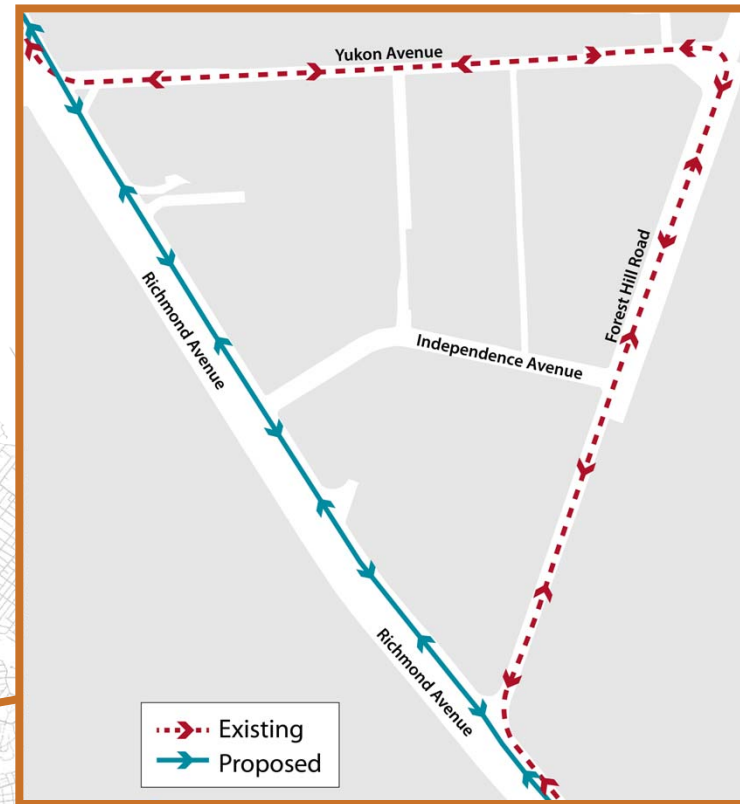 Yukon Avenue
Forest Hill Road
Richmond Avenue
Independence Avenue
Richmond Avenue
Existing
Proposed